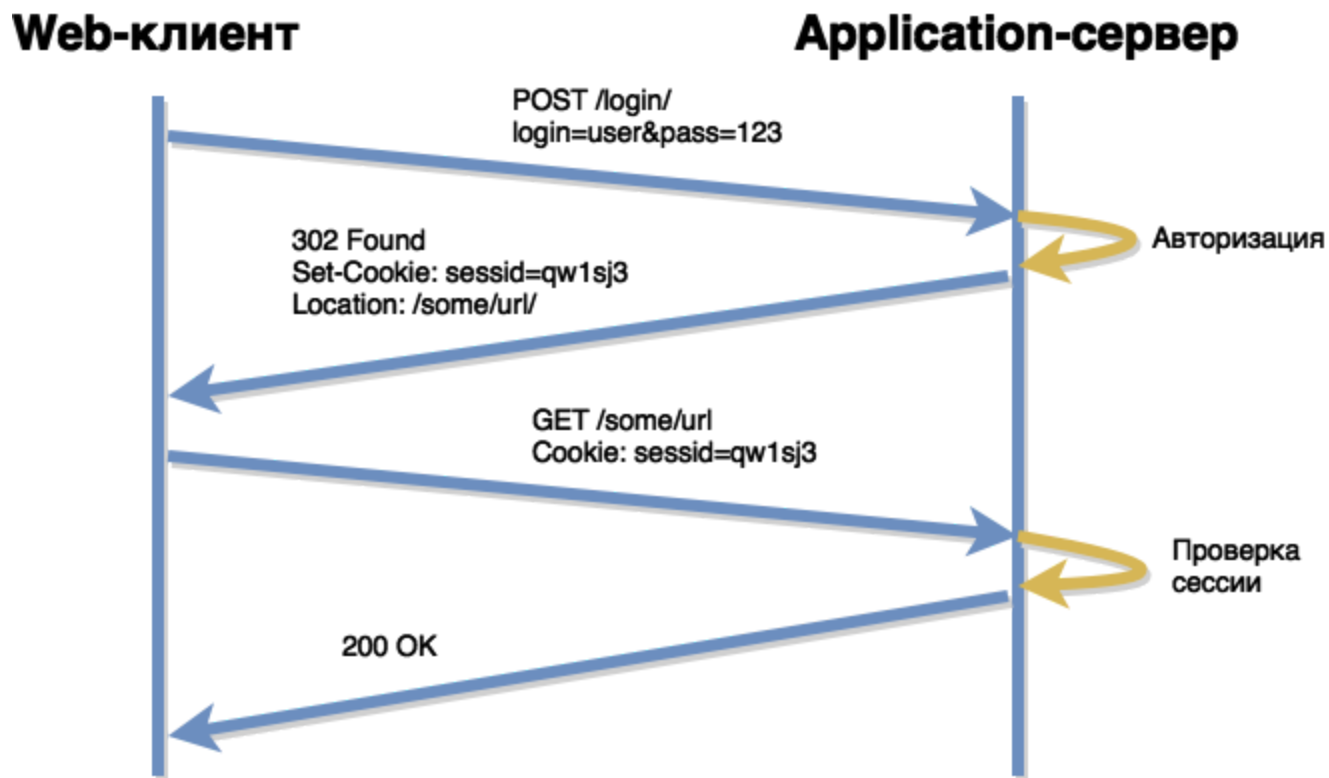 Web-клиент
Application-сервер
POST /login/
login=user&pass=123
Авторизация
302 Found
Set-Cookie: sessid=qw1sj3
Location: /some/url/
GET /some/url
Cookie: sessid=qw1sj3
Проверка
сессии
200 OK